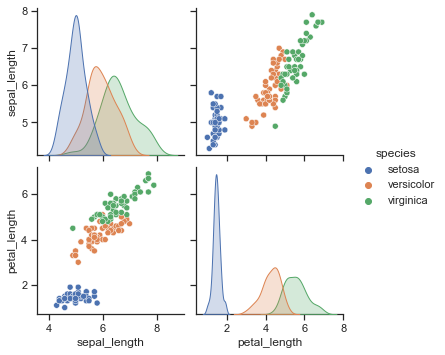 8
7
6
5
sepal_length
species
setosa
versicolor
virginica
6
4
2
petal_length
4
6
8
2
4
6
8
sepal_length
petal_length